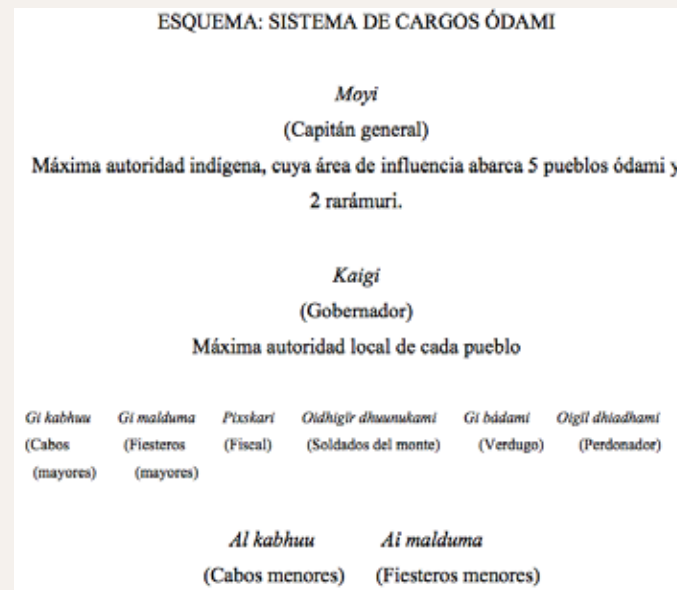 ESQUEMA: SISTEMA DE CARGOS ÓDAMI
Moyi
(Capitán general)
Máxima autoridad indígena, cuya área de influencia abarca 5 pueblos ódami y
2 rarámuri.
Kaigi
(Gobernador)
Máxima autoridad local de cada pueblo
Gi kabhuu Gi malduma Pixskari Oidhigir dhuunukami Gi bádami Oigil dhiadhami
(Cabos (Fiesteros (Fiscal) (Soldados del monte) (Verdugo) (Perdonador)
(mayores) (mayores)
Al kabhuu Ai malduma
(Cabos menores) (Fiesteros menores)